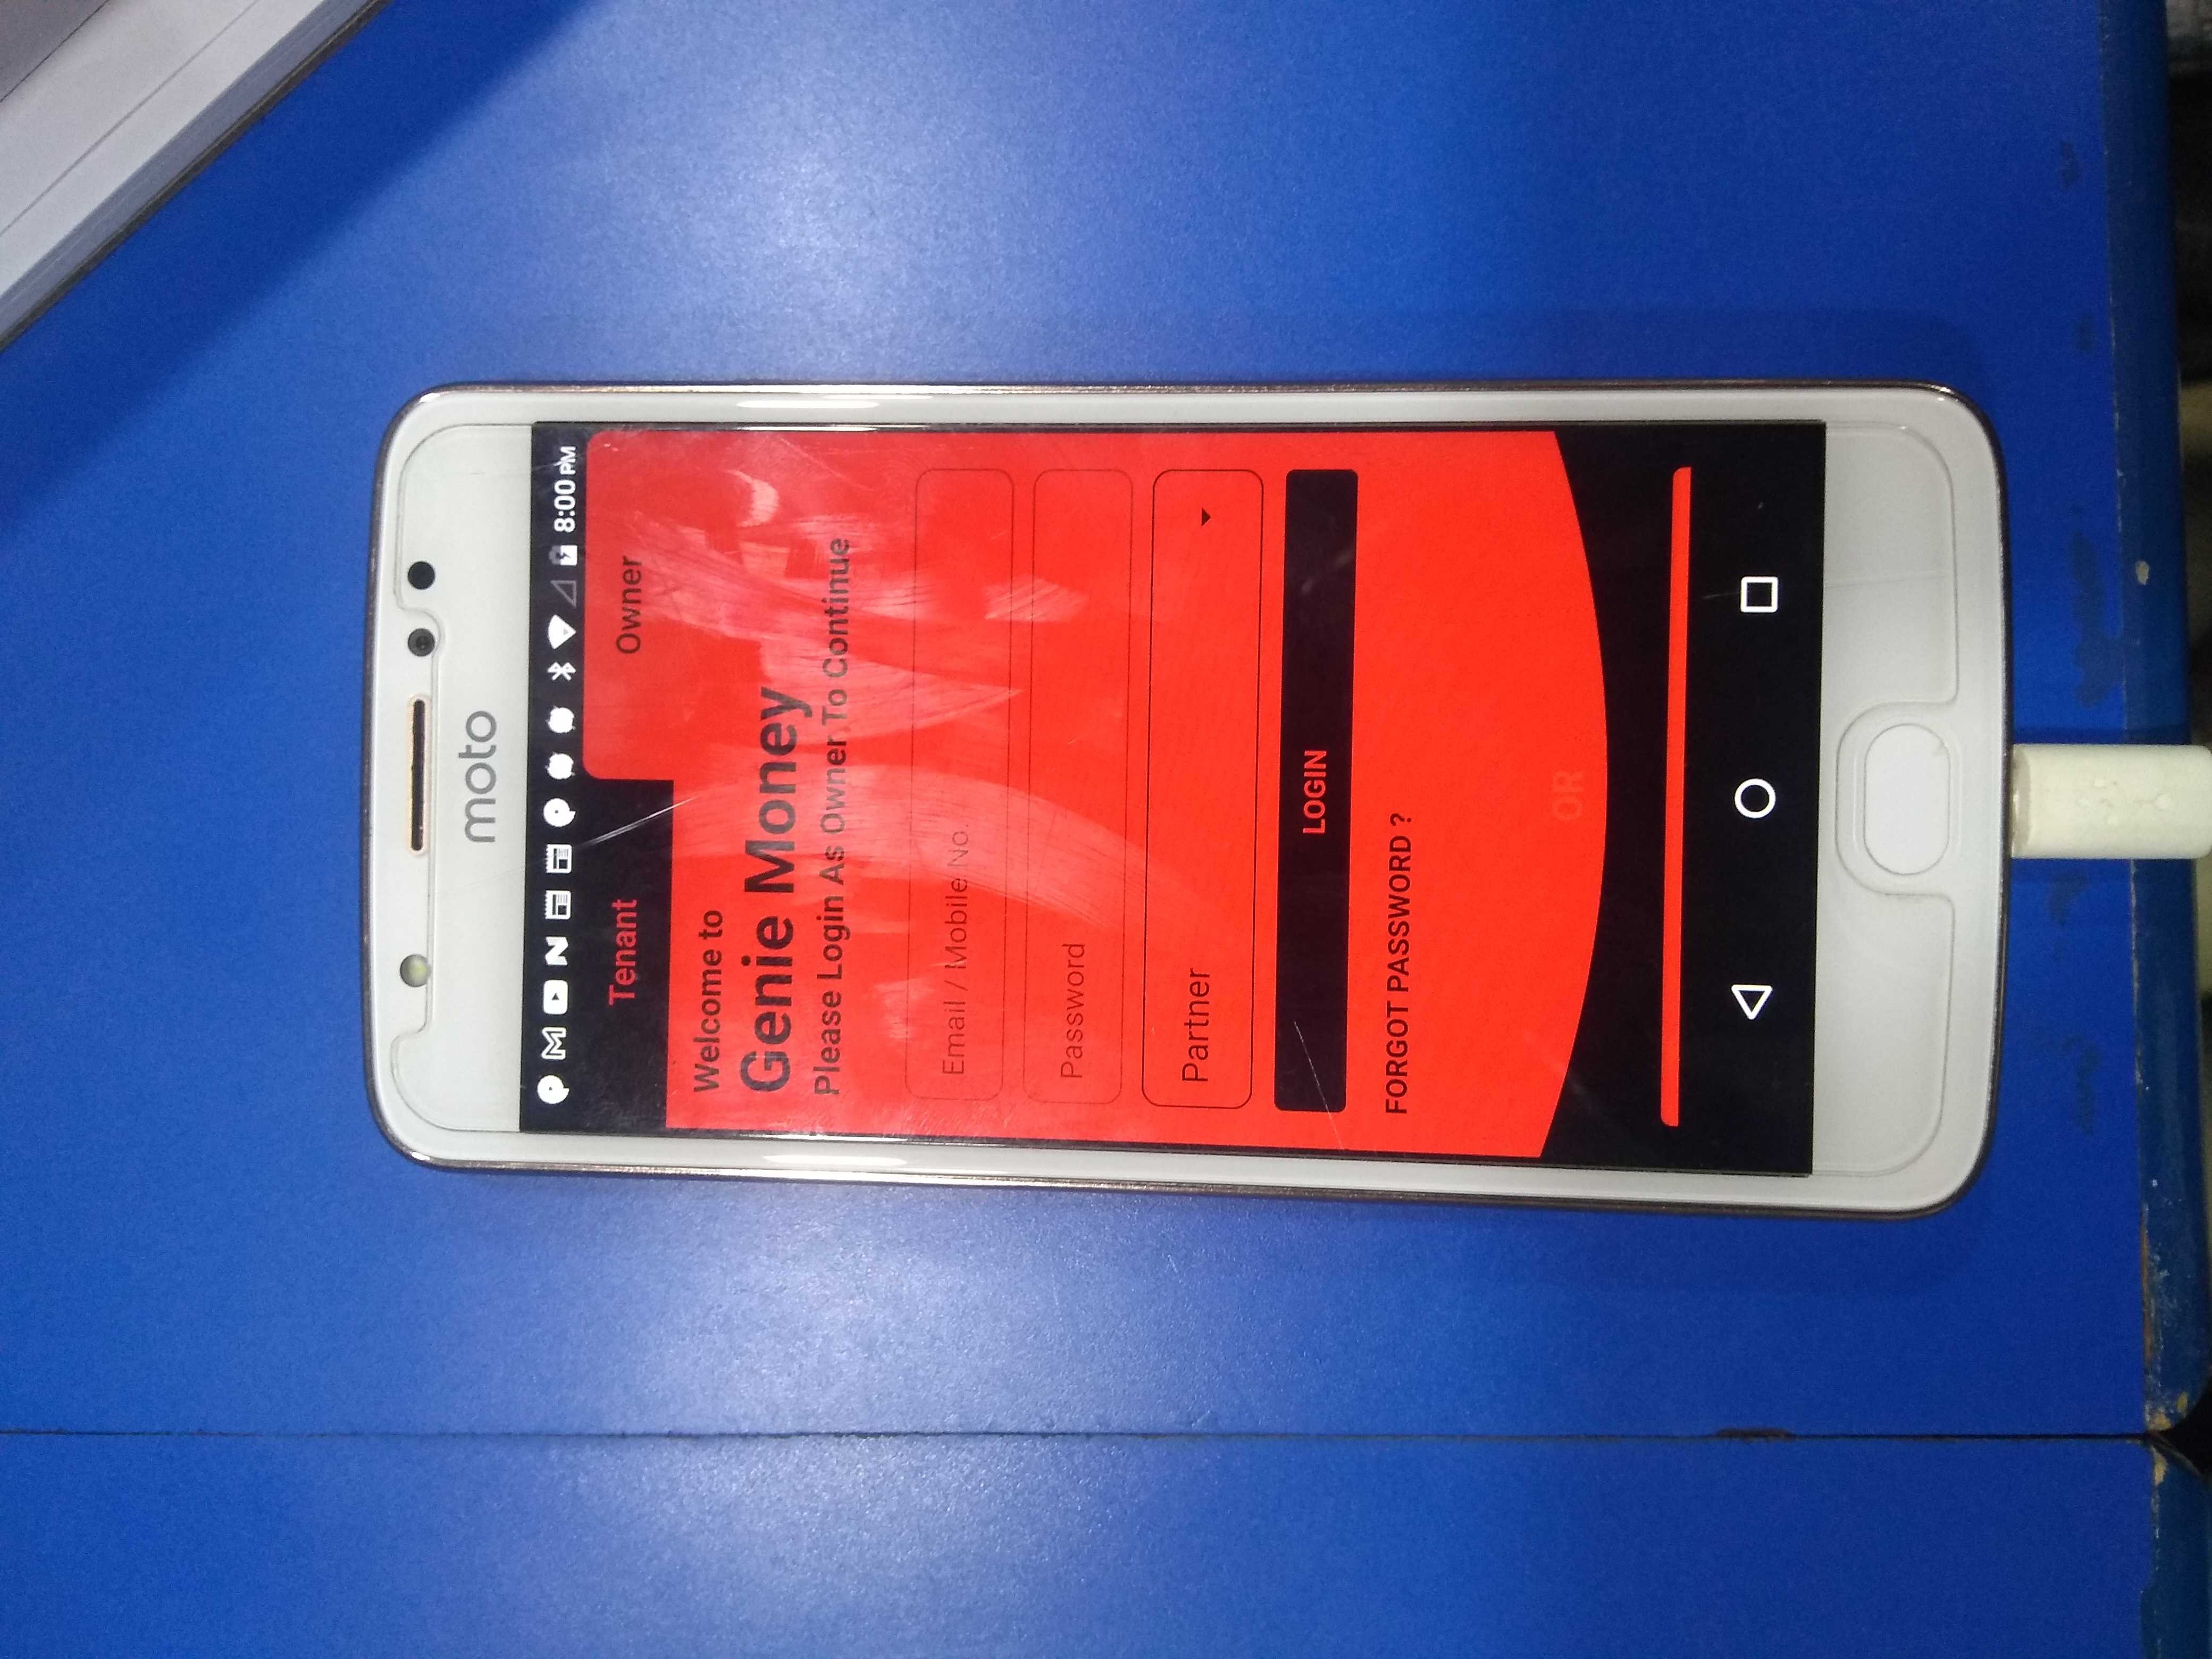 moto
8:00 PM
Tenant
Owner
Welcome to
Genie Money
Please Login As Owner To Continue
Email / Mobile No.
Password
Partner
LOGIN
FORGOT PASSWORD ?
OR